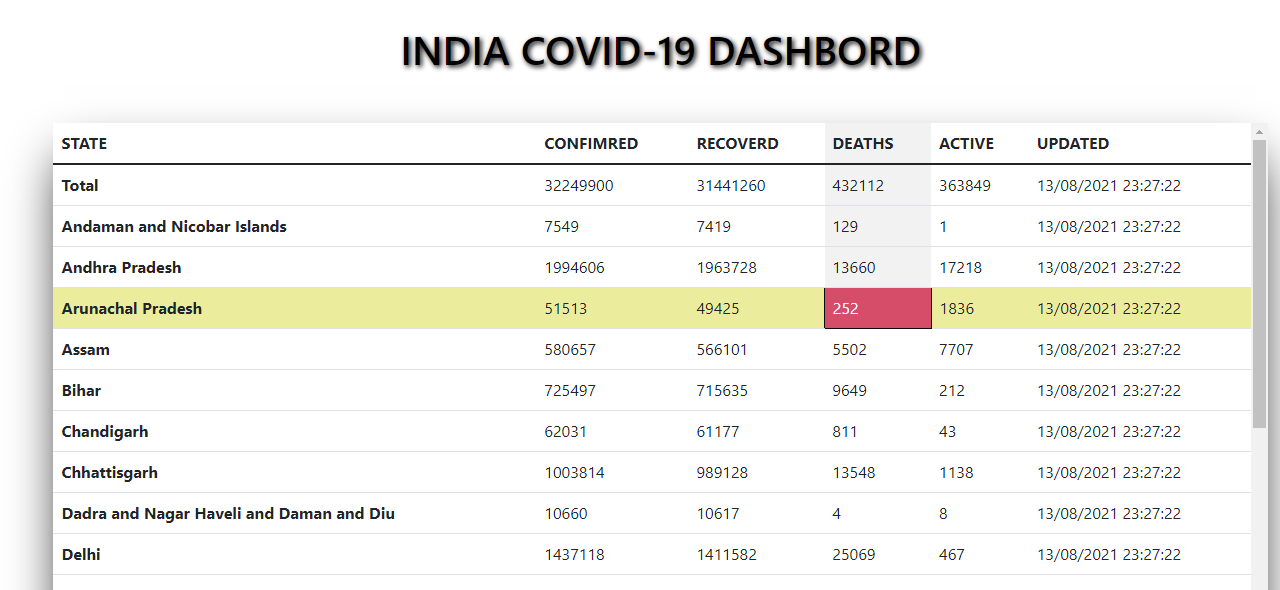 INDIA COVID-19 DASHBORD
STATE CONFIMRED RECOVERD DEATHS ACTIVE UPDATED
Total 32249900 31441260 432112 363849 13/08/2021 23:27:22
Andaman and Nicobar Islands 7549 7419 129 1 13/08/2021 23:27:22
Andhra Pradesh 1994606 1963728 13660 17218 13/08/2021 23:27:22
Arunachal Pradesh 51513 49425 252 1836 13/08/2021 23:27:22
Assam 580657 566101 5502 7707 13/08/2021 23:27:22
Bihar 725497 715635 9649 212 13/08/2021 23:27:22
Chandigarh 62031 61177 811 43 13/08/2021 23:27:22
Chhattisgarh 1003814 989128 13548 1138 13/08/2021 23:27:22
Dadra and Nagar Haveli and Daman and Diu 10660 10617 4 8 13/08/2021 23:27:22
Delhi 1437118 1411582 25069 467 13/08/2021 23:27:22